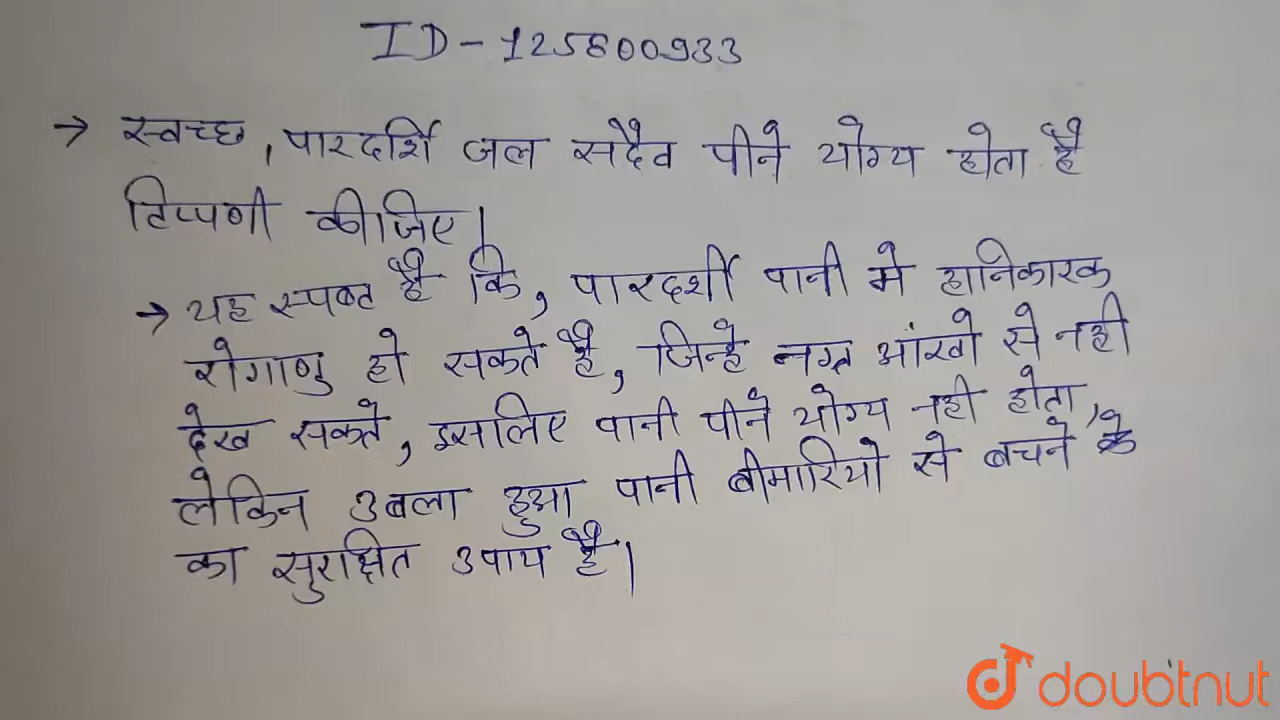 ID-125800933
→ स्वच्छ, पारदर्शि जल सदैव पीने योग्य होता है
टिप्पणी कीजिए।
→ यह स्पष्ट है कि, पारदर्शी पानी मे हानिकारक
रोगाणु हो सकते है, जिन्हे नग्न आंखो से नही
देख सकते, इसलिए पानी पीने योग्य नही होता,
लेकिन उबला हुआ पानी बीमारियो से बचने के
का सुरक्षित उपाय है।
doubtnut